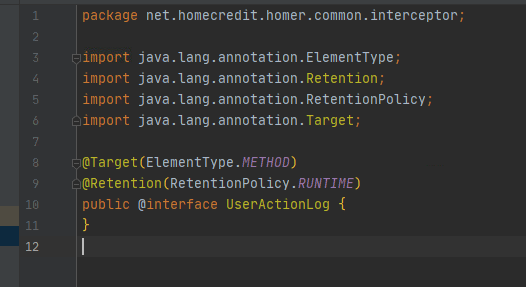 1 package net.homecredit.homer.common.interceptor;
2
3 import java.lang.annotation.ElementType;
4 import java.lang.annotation.Retention;
5 import java.lang.annotation.RetentionPolicy;
6 import java.lang.annotation.Target;
7
8 @Target(ElementType.METHOD)
9 @Retention(RetentionPolicy.RUNTIME)
10 public @interface UserActionLog {
11 }
12